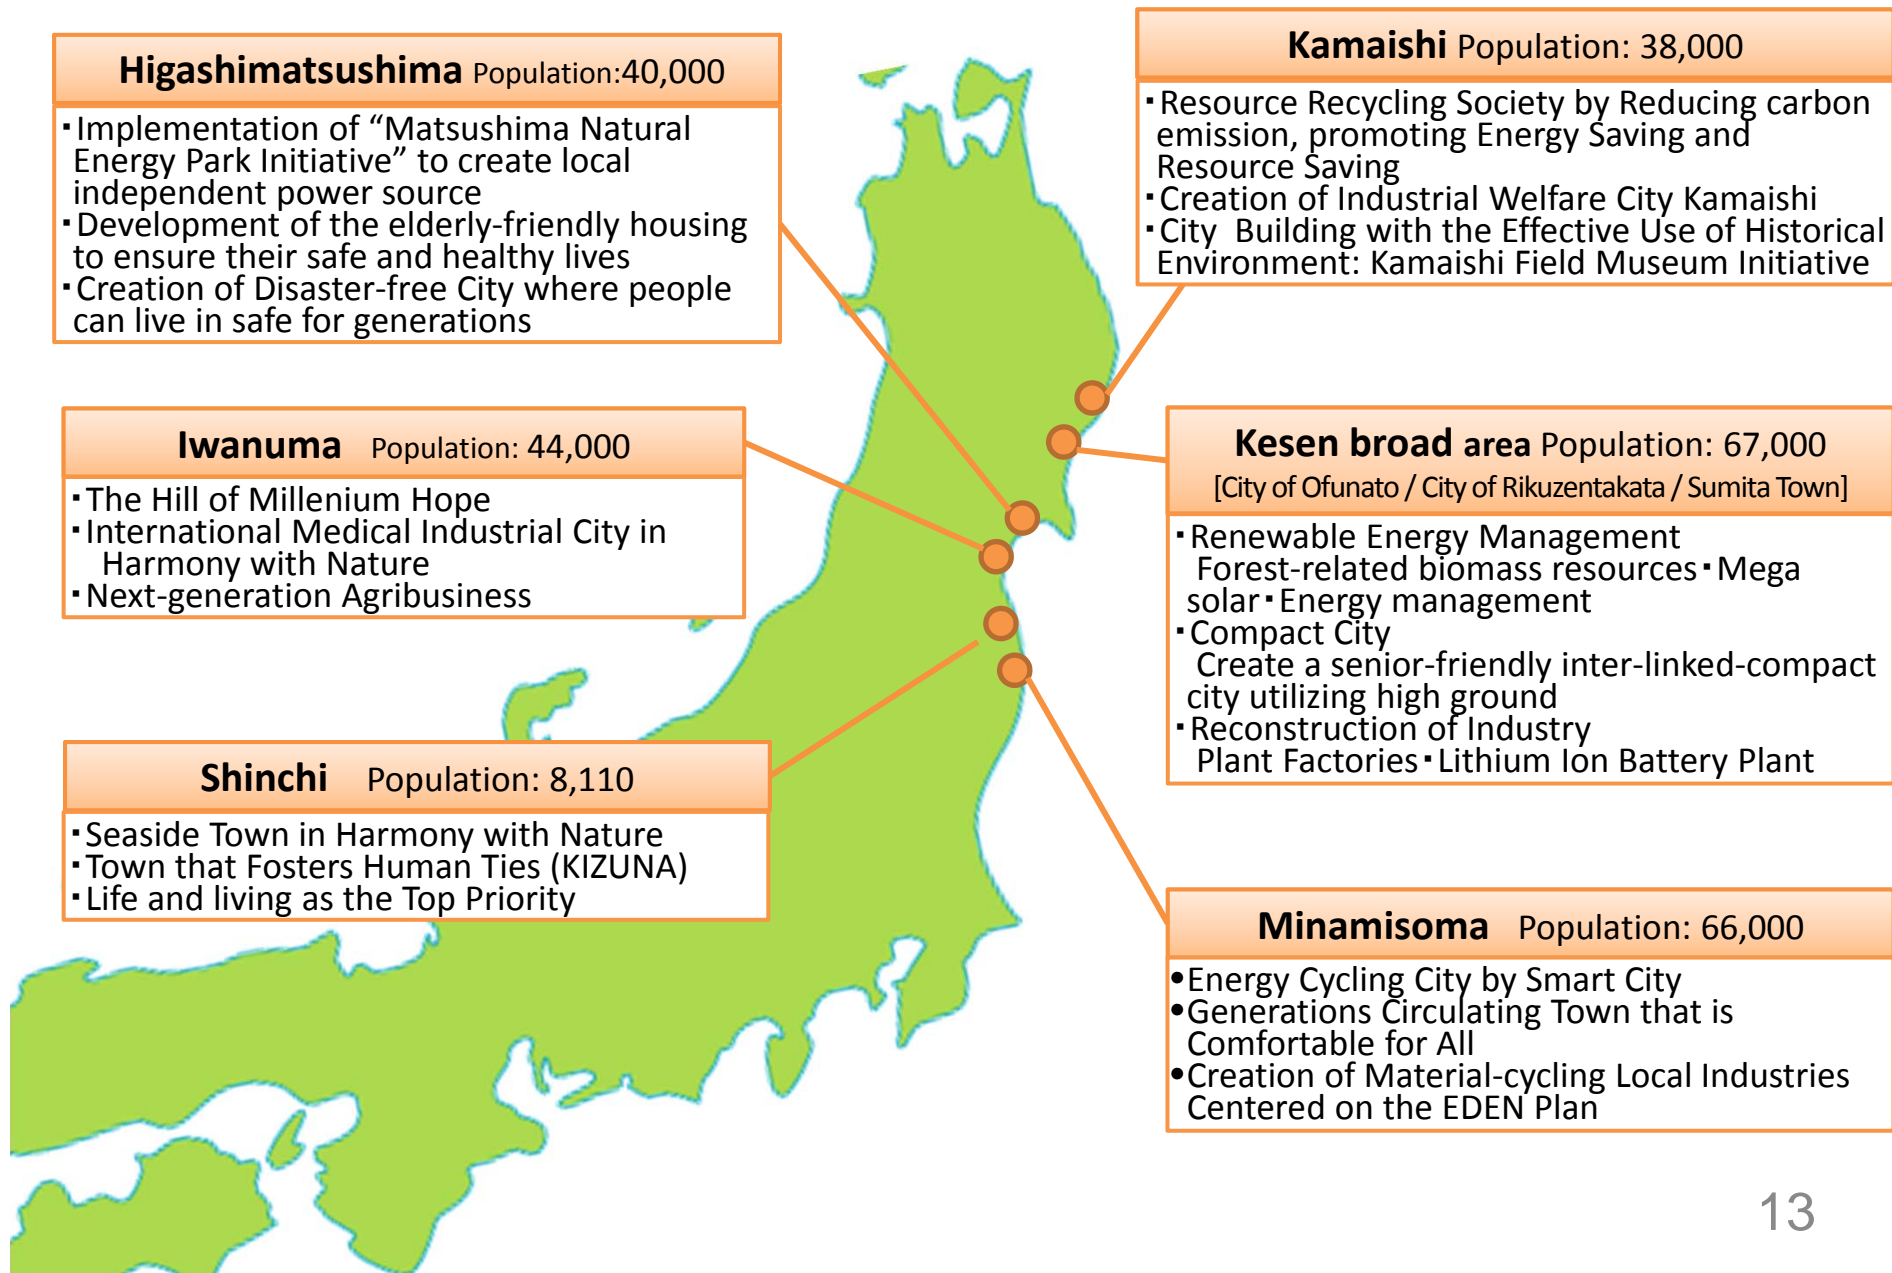 Higashimatsushima Population:40,000
・Implementation of “Matsushima Natural
Energy Park Initiative” to create local
independent power source
・Development of the elderly-friendly housing
to ensure their safe and healthy lives
・Creation of Disaster-free City where people
can live in safe for generations
Kamaishi Population: 38,000
・Resource Recycling Society by Reducing carbon
emission, promoting Energy Saving and
Resource Saving
・Creation of Industrial Welfare City Kamaishi
・City Building with the Effective Use of Historical
Environment: Kamaishi Field Museum Initiative
Iwanuma Population: 44,000
・The Hill of Millenium Hope
・International Medical Industrial City in
Harmony with Nature
・Next-generation Agribusiness
Kesen broad area Population: 67,000
[City of Ofunato / City of Rikuzentakata / Sumita Town]
・Renewable Energy Management
Forest-related biomass resources・Mega
solar・Energy management
・Compact City
Create a senior-friendly inter-linked-compact
city utilizing high ground
・Reconstruction of Industry
Plant Factories・Lithium Ion Battery Plant
Shinchi Population: 8,110
・Seaside Town in Harmony with Nature
・Town that Fosters Human Ties (KIZUNA)
・Life and living as the Top Priority
Minamisoma Population: 66,000
•Energy Cycling City by Smart City
•Generations Circulating Town that is
Comfortable for All
•Creation of Material-cycling Local Industries
Centered on the EDEN Plan
13